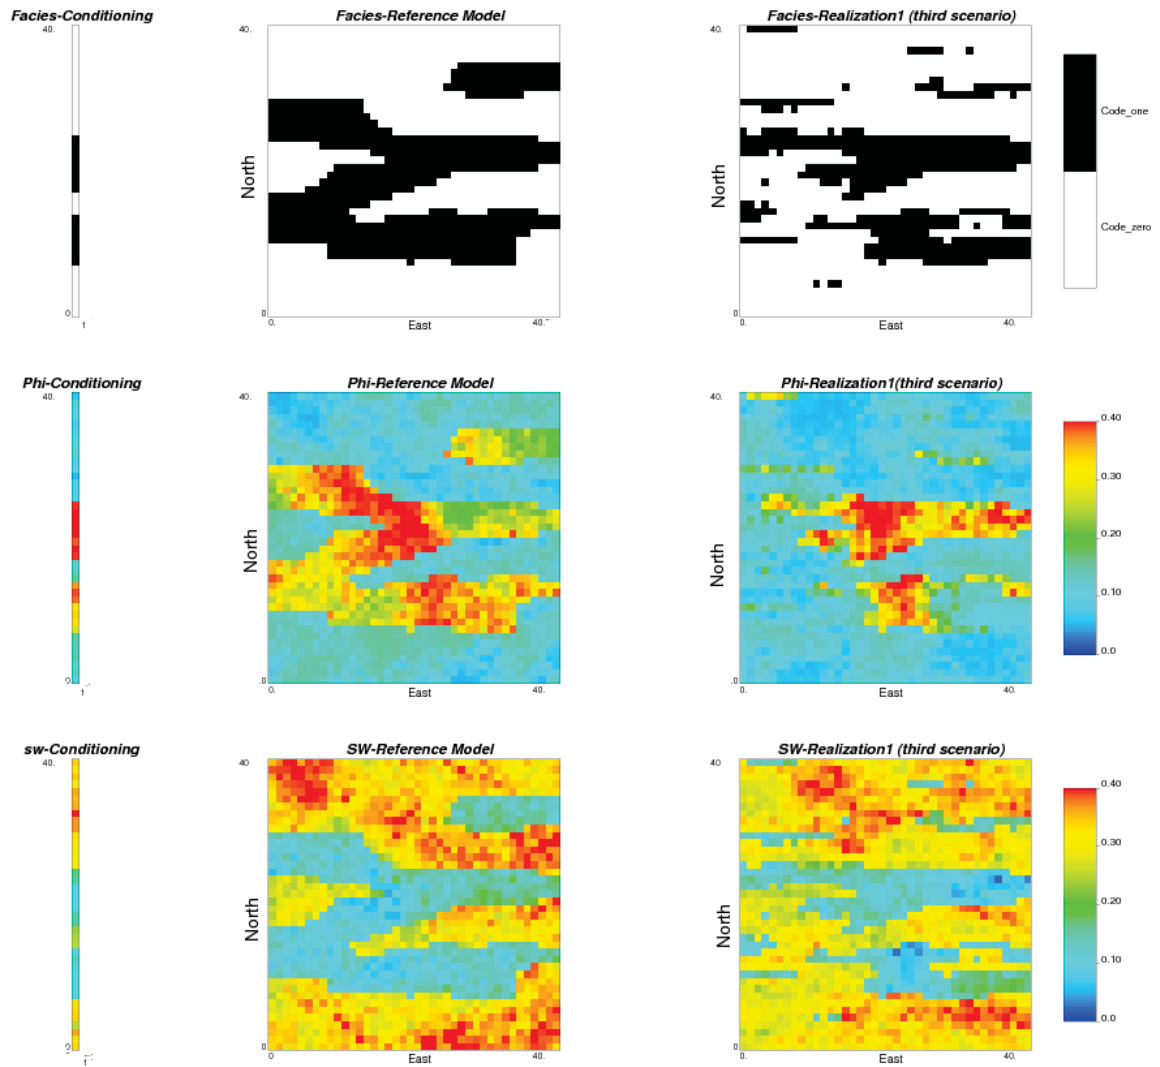 Facies-Conditioning
Facies-Reference Model
Facies-Realization1 (third scenario)
40.
40.
40.
Code_one
North
North
Code_zero
0
0
0
1
0.
East
40.
0.
East
40.
Phi-Conditioning
Phi-Reference Model
Phi-Realization1(third scenario)
40.
40.
40.
0.40
0.30
North
North
0.20
0.10
0.0
0
.0
.0
1
0.
East
40.
0.
East
40.
sw-Conditioning
SW-Reference Model
SW-Realization1 (third scenario)
40.
40
40
0.40
0.30
North
North
0.20
0.10
0.0
0
0
0
1
0.
East
40.
0.
East
40.